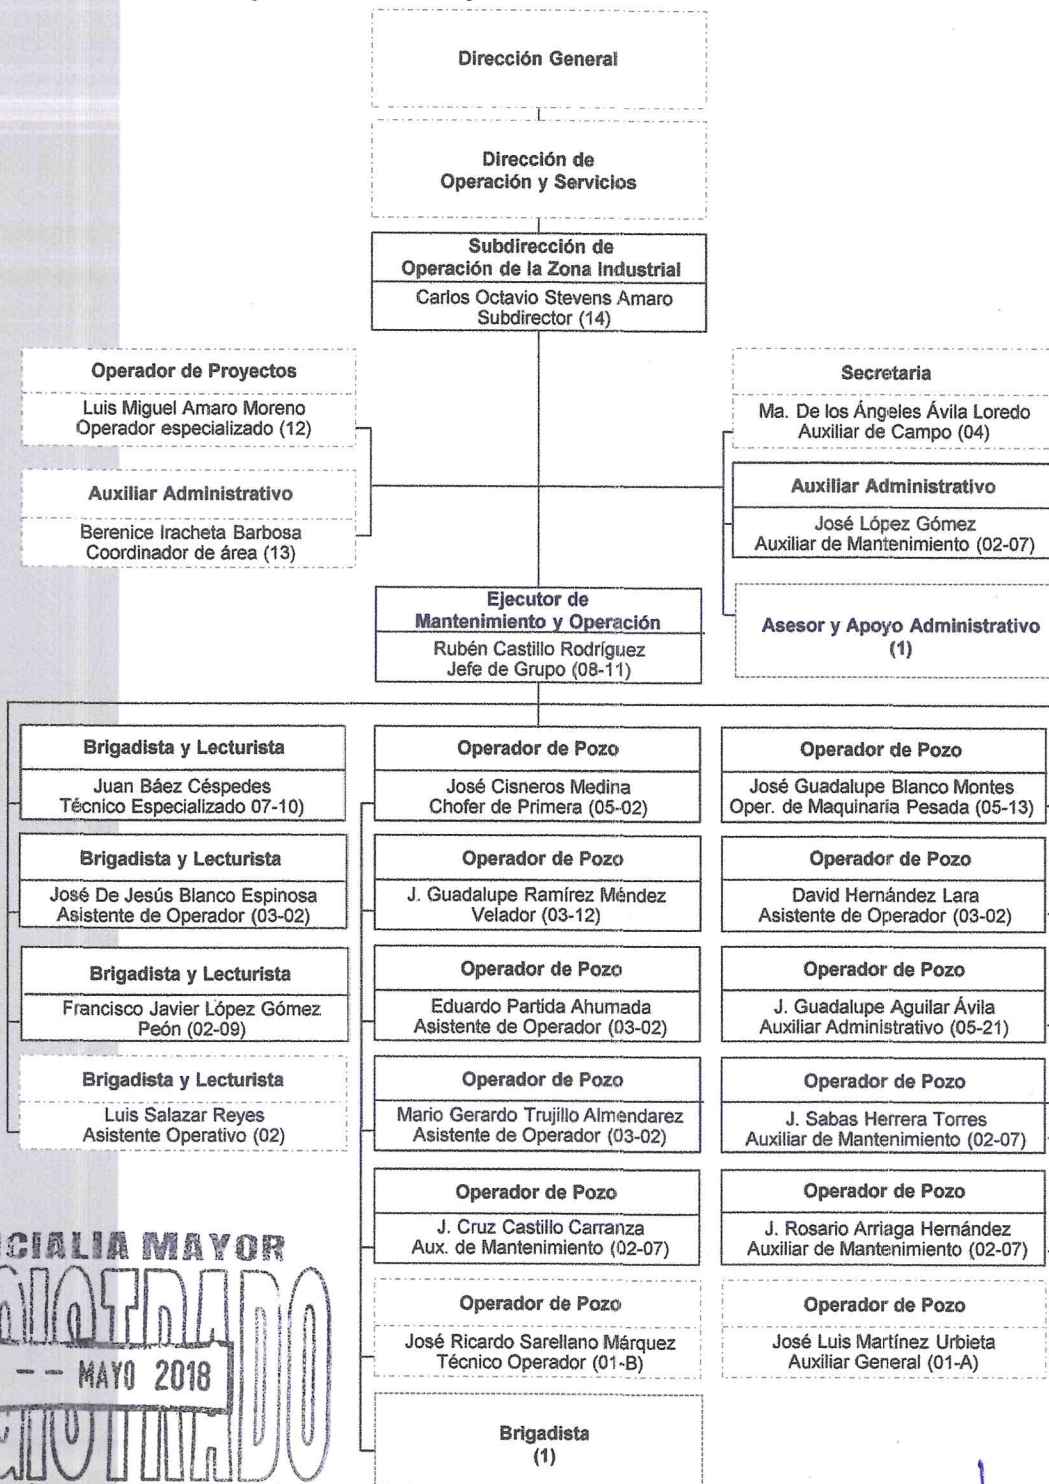 Dirección General
Dirección de
Operación y Servicios
Subdirección de
Operación de la Zona Industrial
Carlos Octavio Stevens Amaro
Subdirector (14)
Operador de Proyectos
Luis Miguel Amaro Moreno
Operador especializado (12)
Auxiliar Administrativo
Berenice Iracheta Barbosa
Coordinador de área (13)
Secretaria
Ma. De los Ángeles Ávila Loredo
Auxiliar de Campo (04)
Auxiliar Administrativo
José López Gómez
Auxiliar de Mantenimiento (02-07)
Asesor y Apoyo Administrativo
(1)
Ejecutor de
Mantenimiento y Operación
Rubén Castillo Rodríguez
Jefe de Grupo (08-11)
Brigadista y Lecturista
Juan Báez Céspedes
Técnico Especializado 07-10)
Brigadista y Lecturista
José De Jesús Blanco Espinosa
Asistente de Operador (03-02)
Brigadista y Lecturista
Francisco Javier López Gómez
Peón (02-09)
Brigadista y Lecturista
Luis Salazar Reyes
Asistente Operativo (02)
Operador de Pozo
José Cisneros Medina
Chofer de Primera (05-02)
Operador de Pozo
J. Guadalupe Ramírez Méndez
Velador (03-12)
Operador de Pozo
Eduardo Partida Ahumada
Asistente de Operador (03-02)
Operador de Pozo
Mario Gerardo Trujillo Almendarez
Asistente de Operador (03-02)
Operador de Pozo
J. Cruz Castillo Carranza
Aux. de Mantenimiento (02-07)
Operador de Pozo
José Ricardo Sarellano Márquez
Técnico Operador (01-B)
Brigadista
(1)
Operador de Pozo
José Guadalupe Blanco Montes
Oper. de Maquinaria Pesada (05-13)
Operador de Pozo
David Hernández Lara
Asistente de Operador (03-02)
Operador de Pozo
J. Guadalupe Aguilar Ávila
Auxiliar Administrativo (05-21)
Operador de Pozo
J. Sabas Herrera Torres
Auxiliar de Mantenimiento (02-07)
Operador de Pozo
J. Rosario Arriaga Hernández
Auxiliar de Mantenimiento (02-07)
Operador de Pozo
José Luis Martínez Urbieta
Auxiliar General (01-A)
CIALIA MAYOR
-- MAYO 2018